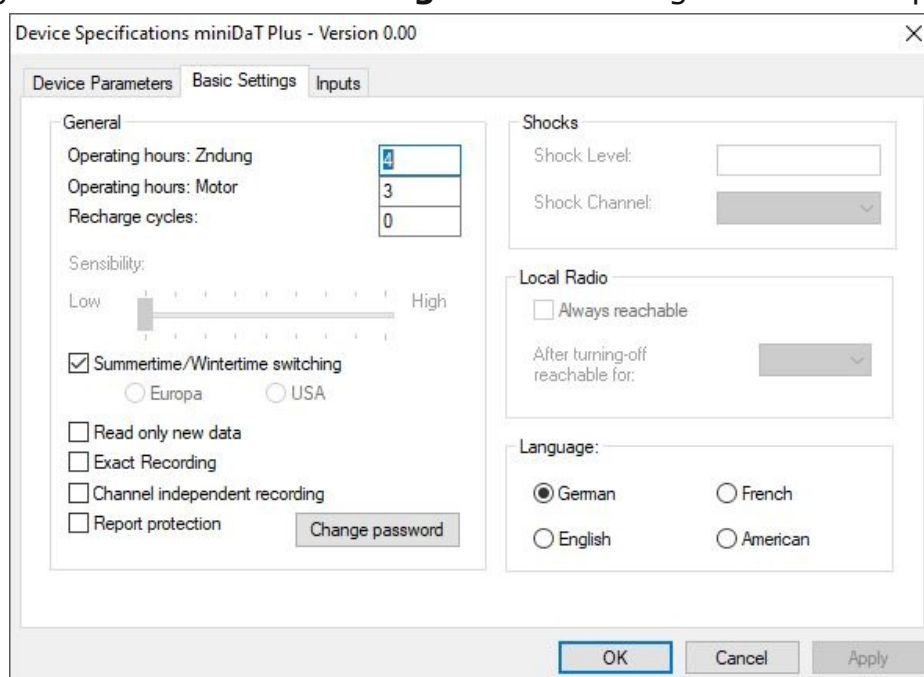 Device Specifications miniDaT Plus - Version 0.00
Device Parameters
Basic Settings
Inputs
General
Operating hours: Zndung
4
Operating hours: Motor
3
Recharge cycles:
0
Sensibility:
Low
High
Summertime/Wintertime switching
Europa
USA
Read only new data
Exact Recording
Channel independent recording
Report protection
Change password
Shocks
Shock Level:
Shock Channel:
Local Radio
Always reachable
After turning-off
reachable for:
Language:
German
French
English
American
OK
Cancel
Apply